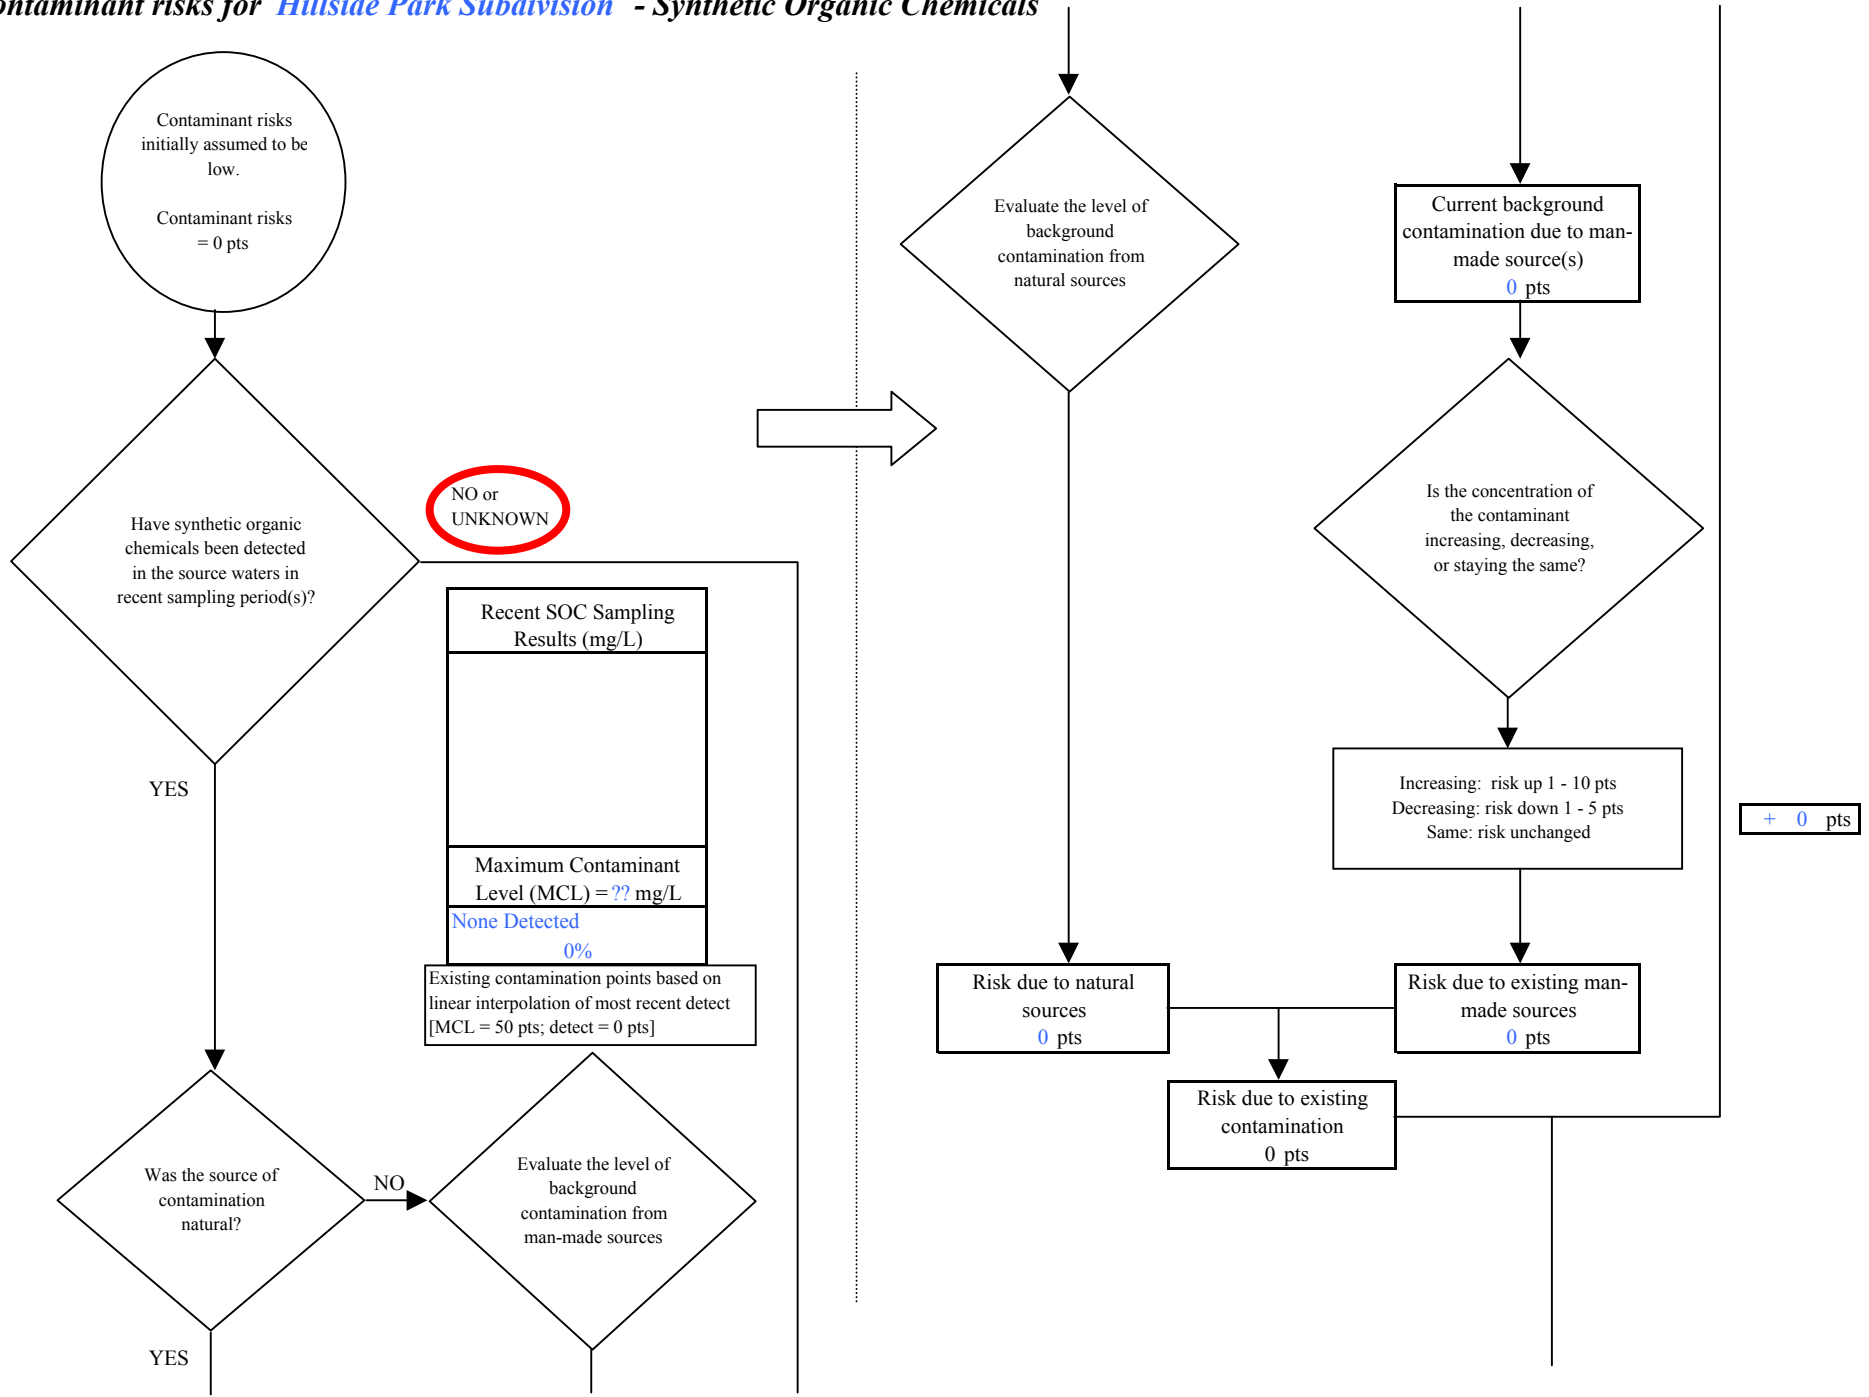 ontaminant risks for Hillside Park Subdivision - Synthetic Organic Chemicals
Contaminant risks
initially assumed to be
low.
Contaminant risks
= 0 pts
Have synthetic organic
chemicals been detected
in the source waters in
recent sampling period(s)?
NO or
UNKNOWN
YES
Recent SOC Sampling
Results (mg/L)
Maximum Contaminant
Level (MCL) = ?? mg/L
None Detected
0%
Existing contamination points based on
linear interpolation of most recent detect
[MCL = 50 pts; detect = 0 pts]
Was the source of
contamination
natural?
NO
YES
Evaluate the level of
background
contamination from
man-made sources
Evaluate the level of
background
contamination from
natural sources
Current background
contamination due to man-
made source(s)
0 pts
Is the concentration of
the contaminant
increasing, decreasing,
or staying the same?
Increasing: risk up 1 - 10 pts
Decreasing: risk down 1 - 5 pts
Same: risk unchanged
+ 0 pts
Risk due to natural
sources
0 pts
Risk due to existing man-
made sources
0 pts
Risk due to existing
contamination
0 pts